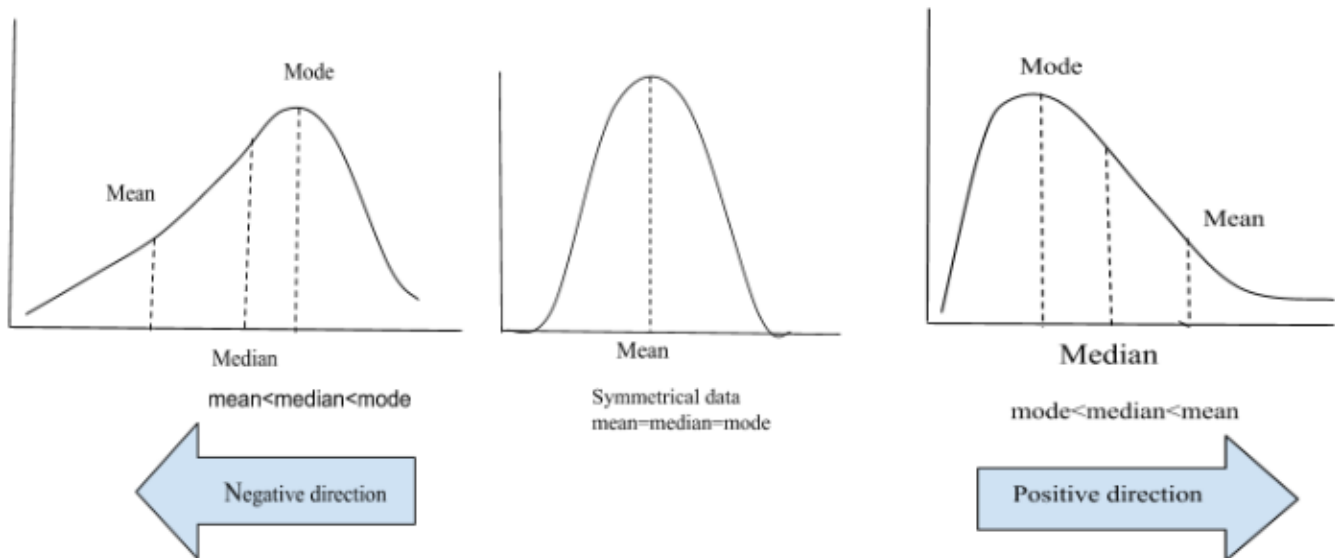 Mode
Mean
Median
mean<median<mode
Negative direction
Mean
Symmetrical data
mean=median=mode
Mode
Mean
Median
mode<median<mean
Positive direction